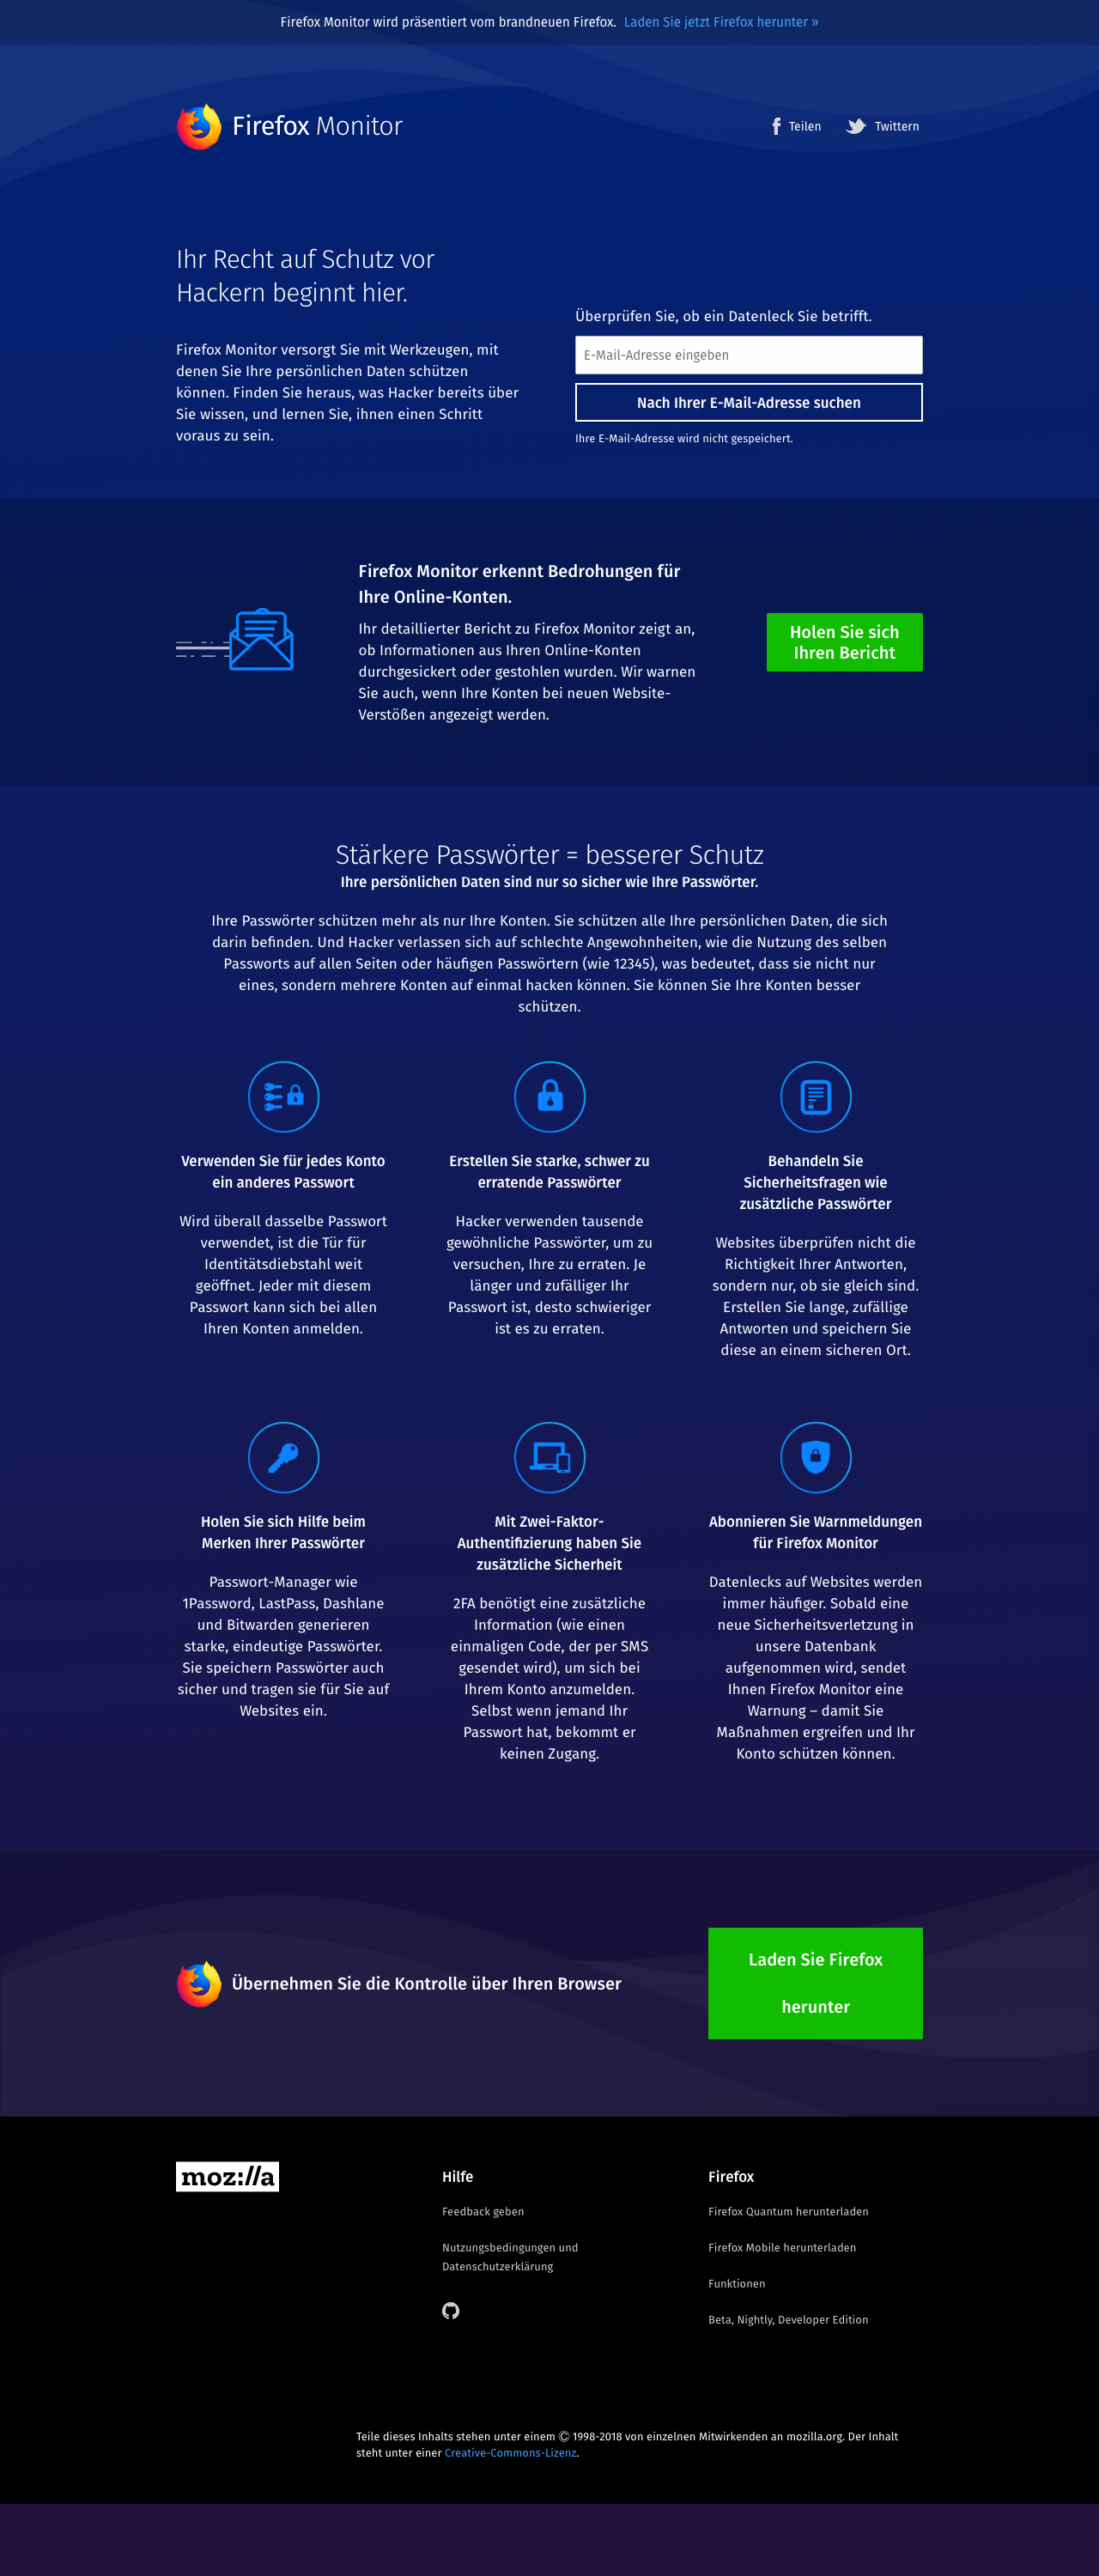 Firefox Monitor wird präsentiert vom brandneuen Firefox. Laden Sie jetzt Firefox herunter »
Firefox Monitor
Teilen
Twittern
Ihr Recht auf Schutz vor
Hackern beginnt hier.
Firefox Monitor versorgt Sie mit Werkzeugen, mit
denen Sie Ihre persönlichen Daten schützen
können. Finden Sie heraus, was Hacker bereits über
Sie wissen, und lernen Sie, ihnen einen Schritt
voraus zu sein.
Überprüfen Sie, ob ein Datenleck Sie betrifft.
E-Mail-Adresse eingeben
Nach Ihrer E-Mail-Adresse suchen
Ihre E-Mail-Adresse wird nicht gespeichert.
Firefox Monitor erkennt Bedrohungen für
Ihre Online-Konten.
Ihr detaillierter Bericht zu Firefox Monitor zeigt an,
ob Informationen aus Ihren Online-Konten
durchgesickert oder gestohlen wurden. Wir warnen
Sie auch, wenn Ihre Konten bei neuen Website-
Verstößen angezeigt werden.
Holen Sie sich
Ihren Bericht
Stärkere Passwörter = besserer Schutz
Ihre persönlichen Daten sind nur so sicher wie Ihre Passwörter.
Ihre Passwörter schützen mehr als nur Ihre Konten. Sie schützen alle Ihre persönlichen Daten, die sich
darin befinden. Und Hacker verlassen sich auf schlechte Angewohnheiten, wie die Nutzung des selben
Passworts auf allen Seiten oder häufigen Passwörtern (wie 12345), was bedeutet, dass sie nicht nur
eines, sondern mehrere Konten auf einmal hacken können. Sie können Sie Ihre Konten besser
schützen.
Verwenden Sie für jedes Konto
ein anderes Passwort
Wird überall dasselbe Passwort
verwendet, ist die Tür für
Identitätsdiebstahl weit
geöffnet. Jeder mit diesem
Passwort kann sich bei allen
Ihren Konten anmelden.
Erstellen Sie starke, schwer zu
erratende Passwörter
Hacker verwenden tausende
gewöhnliche Passwörter, um zu
versuchen, Ihre zu erraten. Je
länger und zufälliger Ihr
Passwort ist, desto schwieriger
ist es zu erraten.
Behandeln Sie
Sicherheitsfragen wie
zusätzliche Passwörter
Websites überprüfen nicht die
Richtigkeit Ihrer Antworten,
sondern nur, ob sie gleich sind.
Erstellen Sie lange, zufällige
Antworten und speichern Sie
diese an einem sicheren Ort.
Holen Sie sich Hilfe beim
Merken Ihrer Passwörter
Passwort-Manager wie
1Password, LastPass, Dashlane
und Bitwarden generieren
starke, eindeutige Passwörter.
Sie speichern Passwörter auch
sicher und tragen sie für Sie auf
Websites ein.
Mit Zwei-Faktor-
Authentifizierung haben Sie
zusätzliche Sicherheit
2FA benötigt eine zusätzliche
Information (wie einen
einmaligen Code, der per SMS
gesendet wird), um sich bei
Ihrem Konto anzumelden.
Selbst wenn jemand Ihr
Passwort hat, bekommt er
keinen Zugang.
Abonnieren Sie Warnmeldungen
für Firefox Monitor
Datenlecks auf Websites werden
immer häufiger. Sobald eine
neue Sicherheitsverletzung in
unsere Datenbank
aufgenommen wird, sendet
Ihnen Firefox Monitor eine
Warnung – damit Sie
Maßnahmen ergreifen und Ihr
Konto schützen können.
Übernehmen Sie die Kontrolle über Ihren Browser
Laden Sie Firefox
herunter
moz://a
Hilfe
Feedback geben
Nutzungsbedingungen und
Datenschutzerklärung
Firefox
Firefox Quantum herunterladen
Firefox Mobile herunterladen
Funktionen
Beta, Nightly, Developer Edition
Teile dieses Inhalts stehen unter einem © 1998-2018 von einzelnen Mitwirkenden an mozilla.org. Der Inhalt
steht unter einer Creative-Commons-Lizenz.